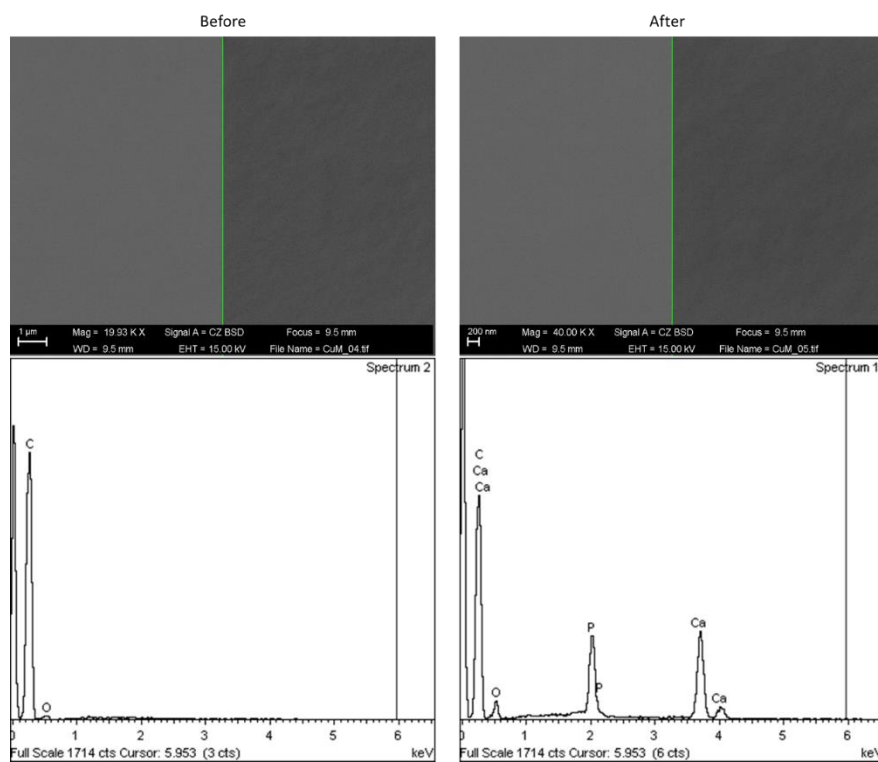 Before
After
1 µm
Mag = 19.93 K X
Signal A = CZ BSD
Focus = 9.5 mm
WD = 9.5 mm
EHT = 15.00 kV
File Name = CuM_04.tif
200 nm
Mag = 40.00 K X
Signal A = CZ BSD
Focus = 9.5 mm
WD = 9.5 mm
EHT = 15.00 kV
File Name = CuM_05.tif
Spectrum 2
C
O
0 1 2 3 4 5 6
Full Scale 1714 cts Cursor: 5.953 (3 cts)
keV
Spectrum 1
C
Ca
Ca
O
P
P
Ca
Ca
0 1 2 3 4 5 6
Full Scale 1714 cts Cursor: 5.953 (6 cts)
keV